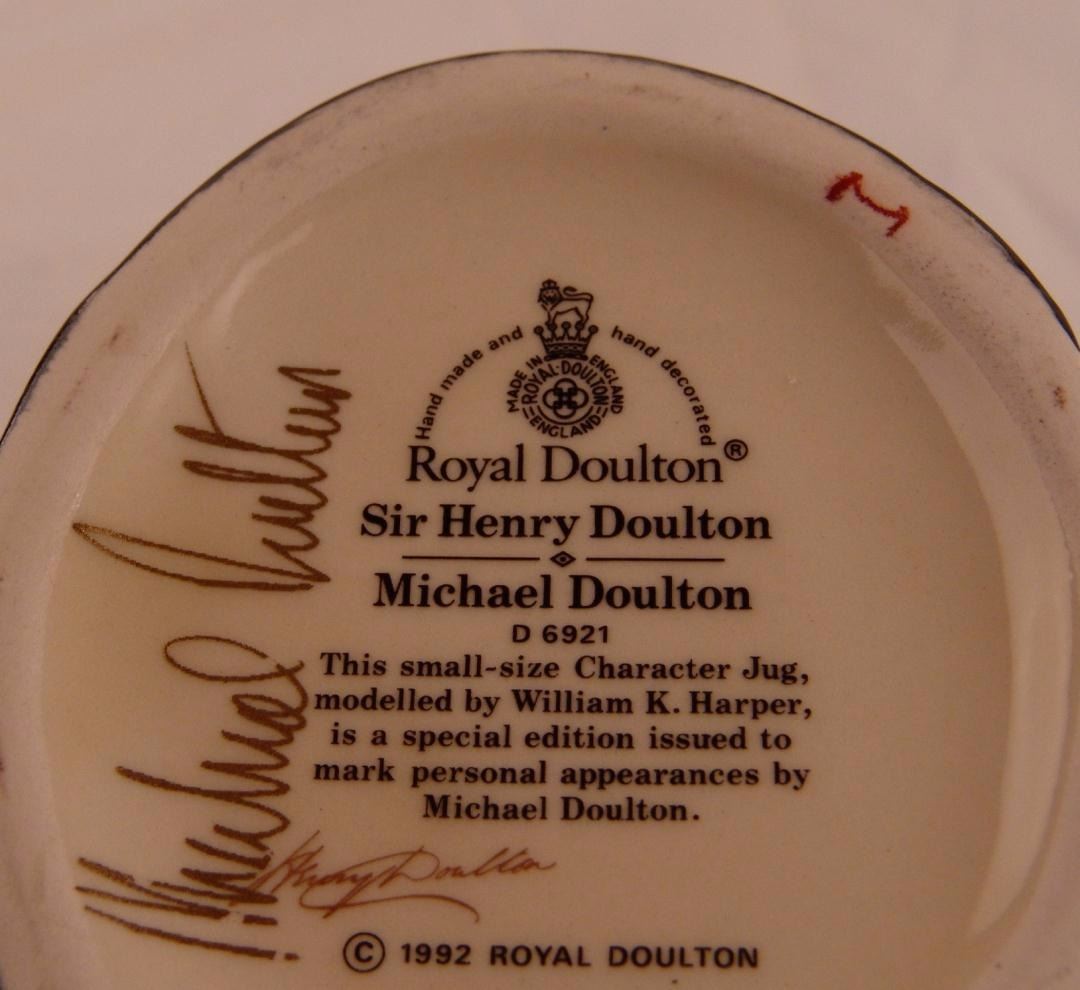 Hand made and hand decorated
MADE IN ENGLAND
ROYAL·DOULTON
ENGLAND
Royal Doulton®
Sir Henry Doulton
Michael Doulton
D 6921
This small-size Character Jug,
modelled by William K. Harper,
is a special edition issued to
mark personal appearances by
Michael Doulton.
Henry Doulton
© 1992 ROYAL DOULTON
Michael Doulton